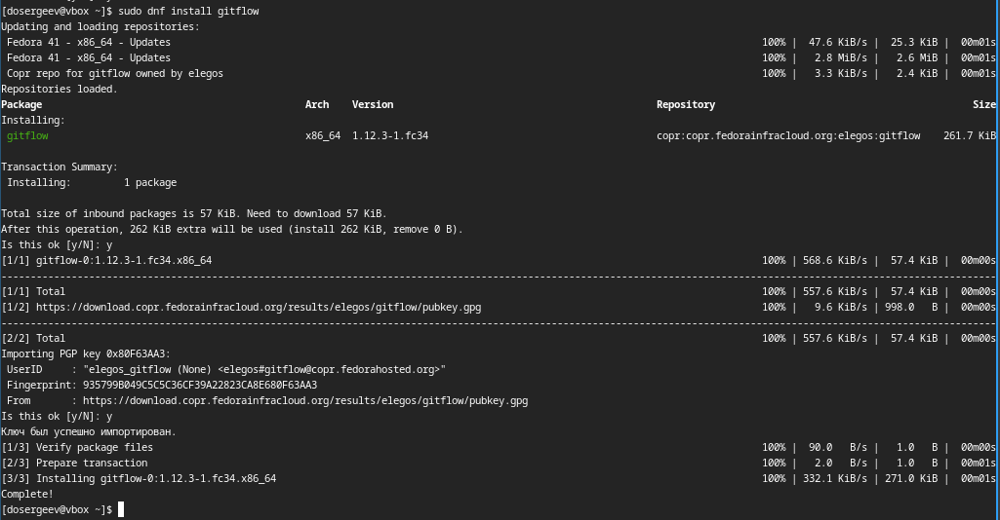 [dosergeev@vbox ~]$ sudo dnf install gitflow
Updating and loading repositories:
 Fedora 41 - x86_64 - Updates 100% | 47.6 KiB/s | 25.3 KiB | 00m01s
 Fedora 41 - x86_64 - Updates 100% | 2.8 MiB/s | 2.6 MiB | 00m01s
 Copr repo for gitflow owned by elegos 100% | 3.3 KiB/s | 2.4 KiB | 00m01s
Repositories loaded.
Package Arch Version Repository Size
Installing:
 gitflow x86_64 1.12.3-1.fc34 copr:copr.fedorainfracloud.org:elegos:gitflow 261.7 KiB
Transaction Summary:
 Installing: 1 package
Total size of inbound packages is 57 KiB. Need to download 57 KiB.
After this operation, 262 KiB extra will be used (install 262 KiB, remove 0 B).
Is this ok [y/N]: y
[1/1] gitflow-0:1.12.3-1.fc34.x86_64 100% | 568.6 KiB/s | 57.4 KiB | 00m00s
[1/1] Total 100% | 557.6 KiB/s | 57.4 KiB | 00m00s
[1/2] https://download.copr.fedorainfracloud.org/results/elegos/gitflow/pubkey.gpg 100% | 9.6 KiB/s | 998.0 B | 00m00s
[2/2] Total 100% | 557.6 KiB/s | 57.4 KiB | 00m00s
Importing PGP key 0x80F63AA3:
 UserID : "elegos_gitflow (None) <elegos#gitflow@copr.fedorahosted.org>"
 Fingerprint: 935799B049C5C5C36CF39A22823CA8E680F63AA3
 From : https://download.copr.fedorainfracloud.org/results/elegos/gitflow/pubkey.gpg
Is this ok [y/N]: y
Ключ был успешно импортирован.
[1/3] Verify package files 100% | 90.0 B/s | 1.0 B | 00m00s
[2/3] Prepare transaction 100% | 2.0 B/s | 1.0 B | 00m01s
[3/3] Installing gitflow-0:1.12.3-1.fc34.x86_64 100% | 332.1 KiB/s | 271.0 KiB | 00m01s
Complete!
[dosergeev@vbox ~]$